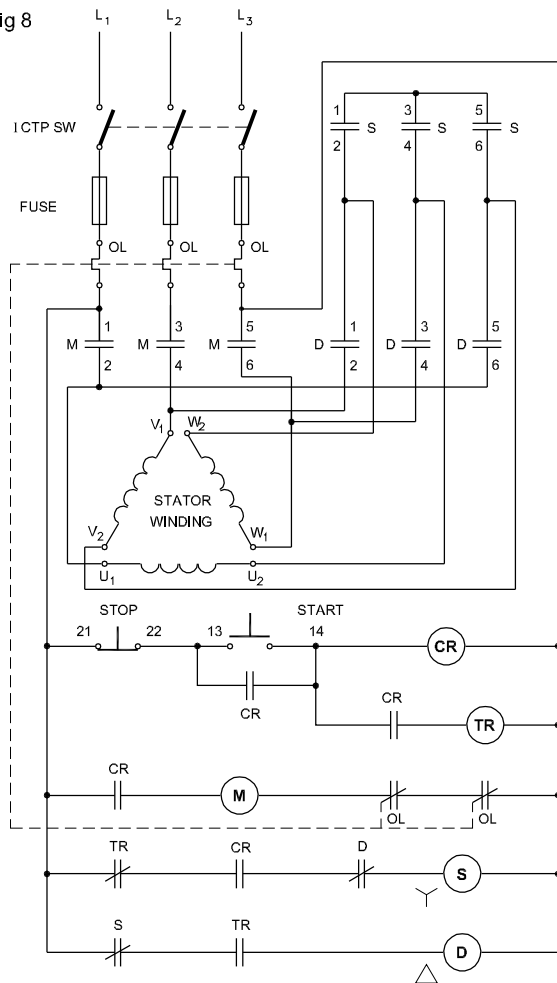 ig 8
L1 L2 L3
ICTP SW
1 3 5
S S S
2 4 6
FUSE
OL OL OL
1 3 5 1 3 5
M M M D D D
2 4 6 2 4 6
V1 W2
STATOR
WINDING
V2 W1
U1 U2
STOP START
21 22 13 14 CR
CR CR TR
CR M
OL OL
TR CR D S
S TR D